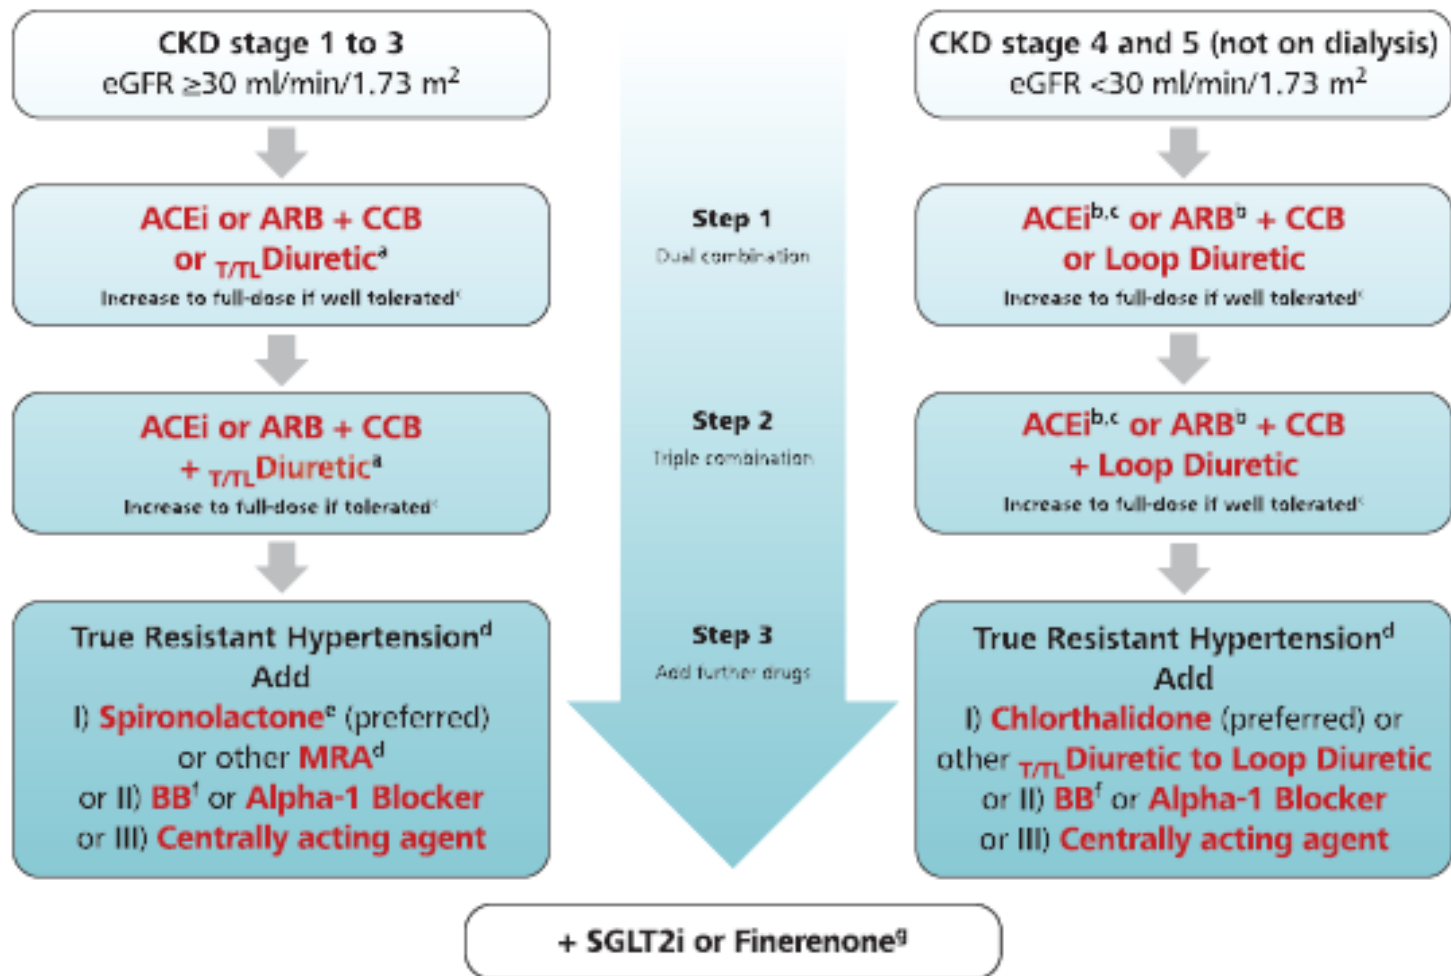 CKD stage 1 to 3
eGFR ≥30 ml/min/1.73 m²
ACEi or ARB + CCB
or T/TLDiureticᵃ
Increase to full-dose if well toleratedᶜ
ACEi or ARB + CCB
+ T/TLDiureticᵃ
Increase to full-dose if toleratedᶜ
True Resistant Hypertensionᵈ
Add
I) Spironolactoneᵉ (preferred)
or other MRAᵈ
or II) BBᶠ or Alpha-1 Blocker
or III) Centrally acting agent
Step 1
Dual combination
Step 2
Triple combination
Step 3
Add further drugs
CKD stage 4 and 5 (not on dialysis)
eGFR <30 ml/min/1.73 m²
ACEiᵇ,ᶜ or ARBᵇ + CCB
or Loop Diuretic
Increase to full-dose if well toleratedᶜ
ACEiᵇ,ᶜ or ARBᵇ + CCB
+ Loop Diuretic
Increase to full-dose if well toleratedᶜ
True Resistant Hypertensionᵈ
Add
I) Chlorthalidone (preferred) or
other T/TLDiuretic to Loop Diuretic
or II) BBᶠ or Alpha-1 Blocker
or III) Centrally acting agent
+ SGLT2i or Finerenoneᵍ